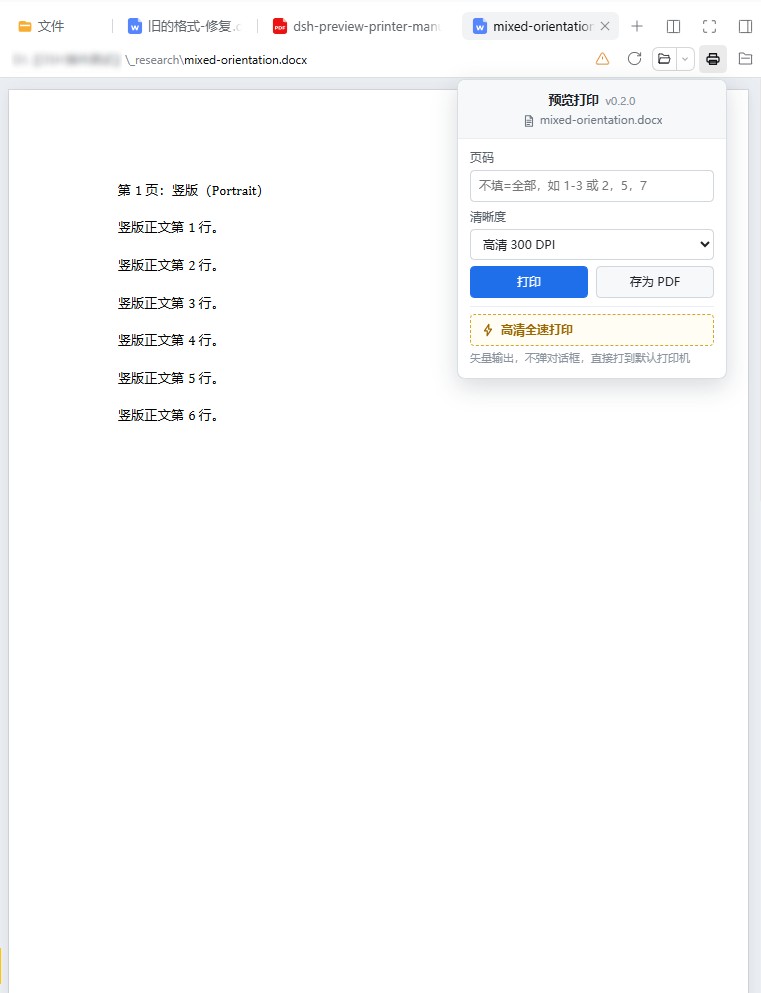 文件
旧的格式-修复.
dsh-preview-printer-man
mixed-orientation
\_research\mixed-orientation.docx
预览打印 v0.2.0
mixed-orientation.docx
页码
不填=全部，如 1-3 或 2，5，7
清晰度
高清 300 DPI
打印 存为 PDF
高清全速打印
矢量输出，不弹对话框，直接打到默认打印机
第 1 页：竖版（Portrait）
竖版正文第 1 行。
竖版正文第 2 行。
竖版正文第 3 行。
竖版正文第 4 行。
竖版正文第 5 行。
竖版正文第 6 行。